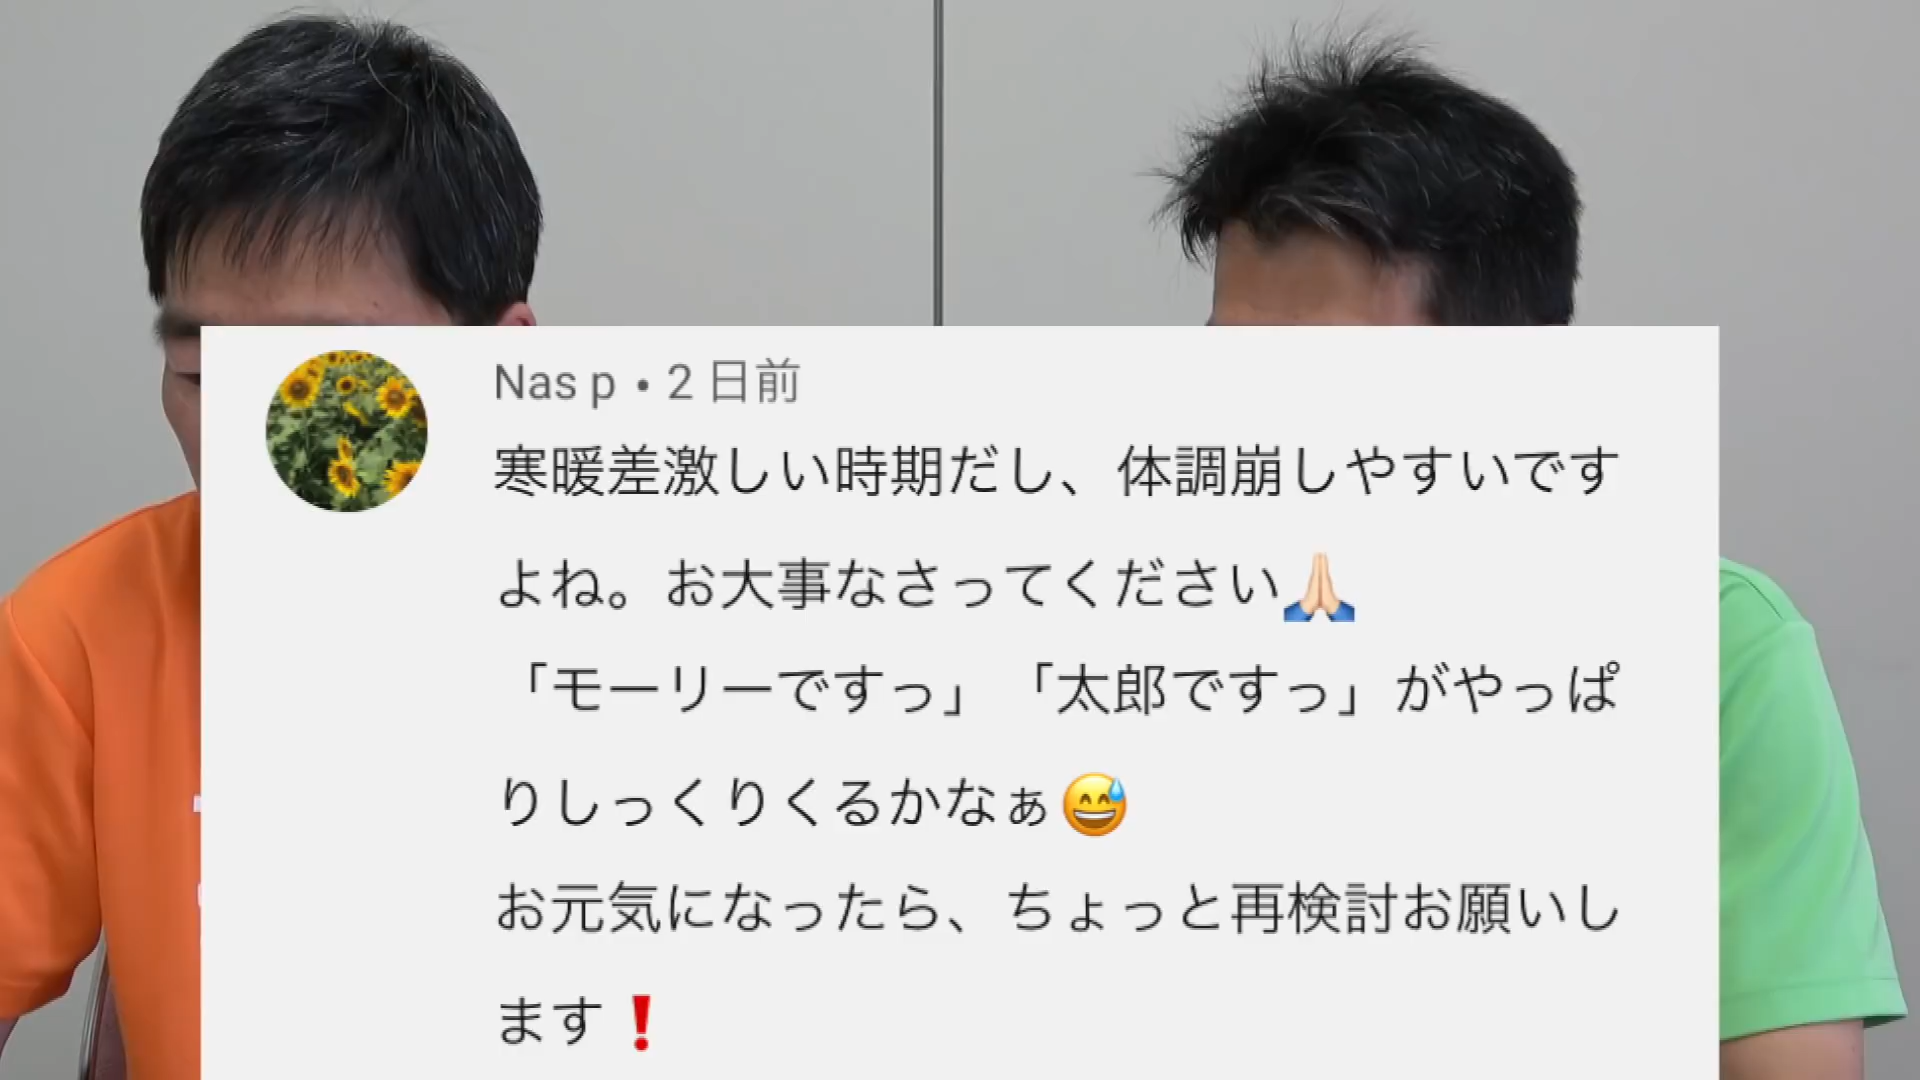 Nas p • 2 日前
寒暖差激しい時期だし、体調崩しやすいです
よね。お大事なさってください🙏🏻
「モーリーですっ」「太郎ですっ」がやっぱ
りしっくりくるかなぁ😅
お元気になったら、ちょっと再検討お願いし
ます❗